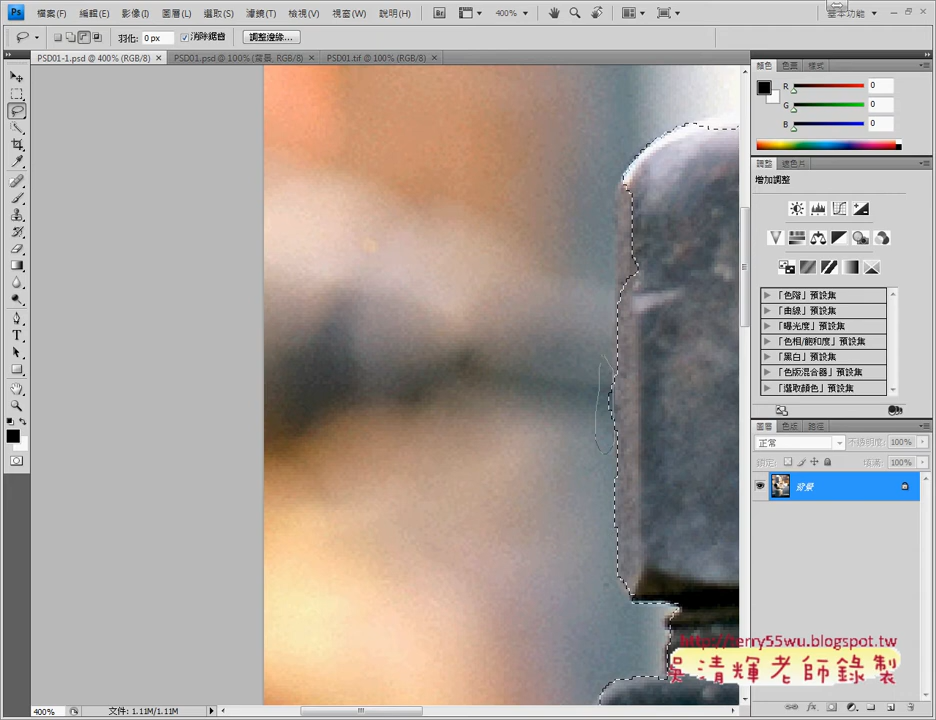 Ps 檔案(F) 編輯(E) 影像(I) 圖層(L) 選取(S) 濾鏡(T) 檢視(V) 視窗(W) 說明(H) Br 400% 基本功能
羽化: 0 px 消除鋸齒 調整邊緣...
PSD01-1.psd @ 400% (RGB/8) PSD01.psd @ 100% (背景, RGB/8) PSD01.tif @ 100% (RGB/8)
顏色 色票 樣式
R 0
G 0
B 0
調整 遮色片
增加調整
「色階」預設集
「曲線」預設集
「曝光度」預設集
「色相/飽和度」預設集
「黑白」預設集
「色版混合器」預設集
「選取顏色」預設集
圖層 色版 路徑
正常 不透明度: 100%
鎖定: 填滿: 100%
背景
http://terry55wu.blogspot.tw
吳清輝老師錄製
400% 文件: 1.11M/1.11M